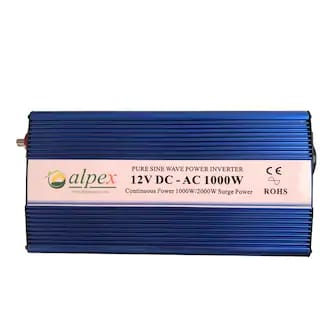 alpex
PURE SINE WAVE POWER INVERTER
12V DC - AC 1000W
Continuous Power 1000W/2000W Surge Power
CE
ROHS